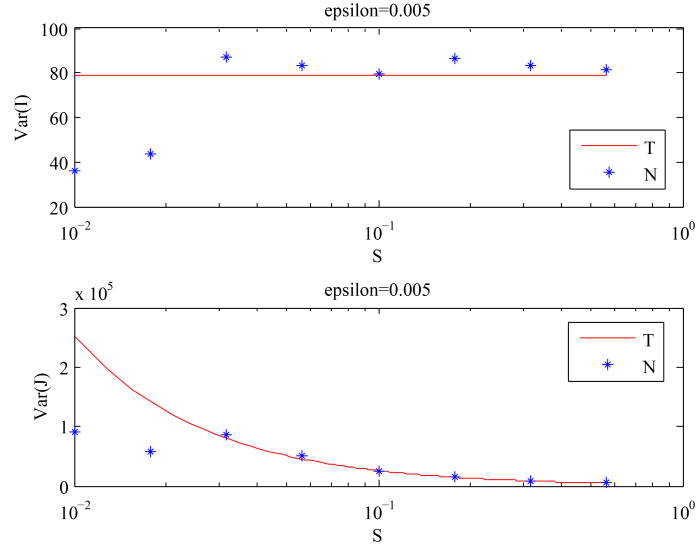 epsilon=0.005
100
80
60
40
20
Var(I)
T
N
10^-2
10^-1
10^0
S
x 10^5
epsilon=0.005
3
2
1
0
Var(J)
T
N
10^-2
10^-1
10^0
S